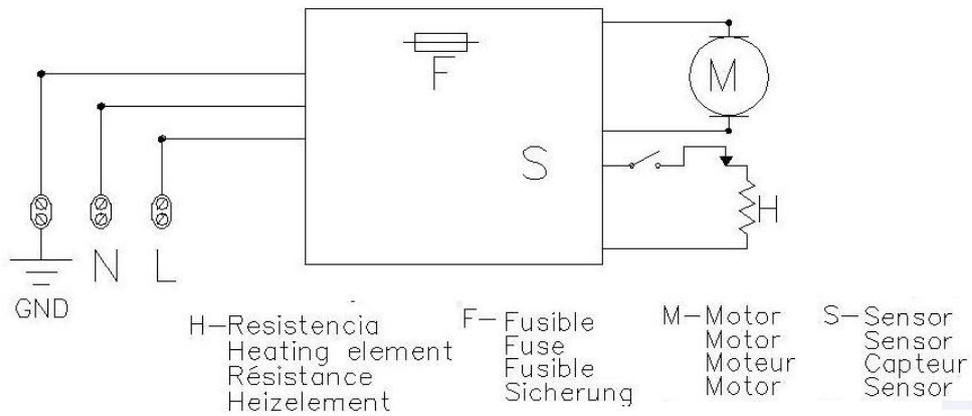 F
M
S
H
N L
GND
H-Resistencia
Heating element
Résistance
Heizelement
F-Fusible
Fuse
Fusible
Sicherung
M-Motor
Motor
Moteur
Motor
S-Sensor
Sensor
Capteur
Sensor